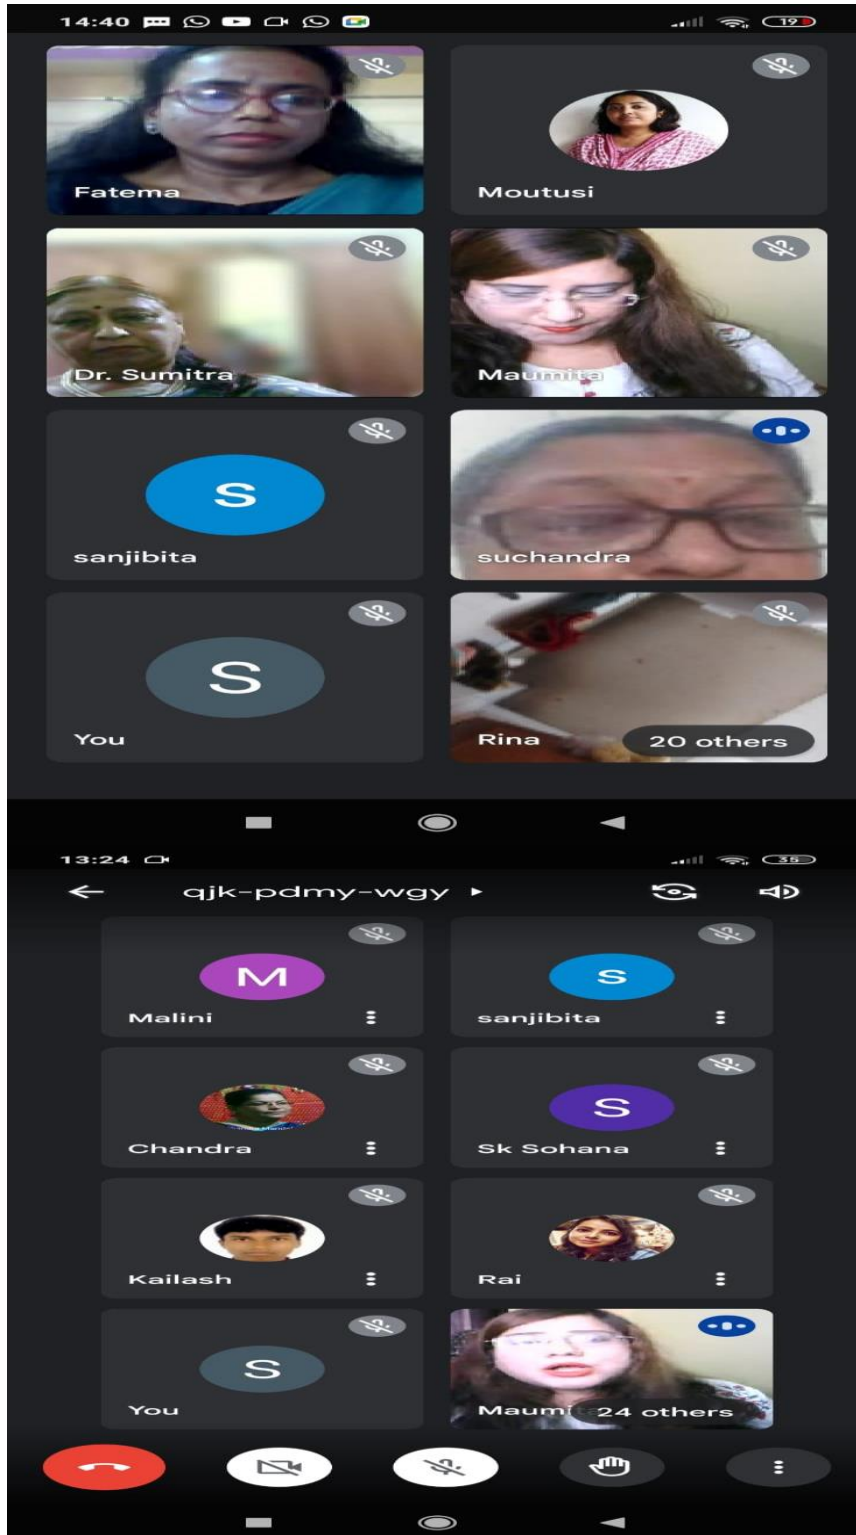 14:40 19
Fatema Moutusi
Dr. Sumitra Maumita
S
sanjibita suchandra
S
You Rina 20 others
13:24 35
qjk-pdmy-wgy
M s
Malini sanjibita
S
Chandra Sk Sohana
Kailash Rai
S
You Maumi 24 others